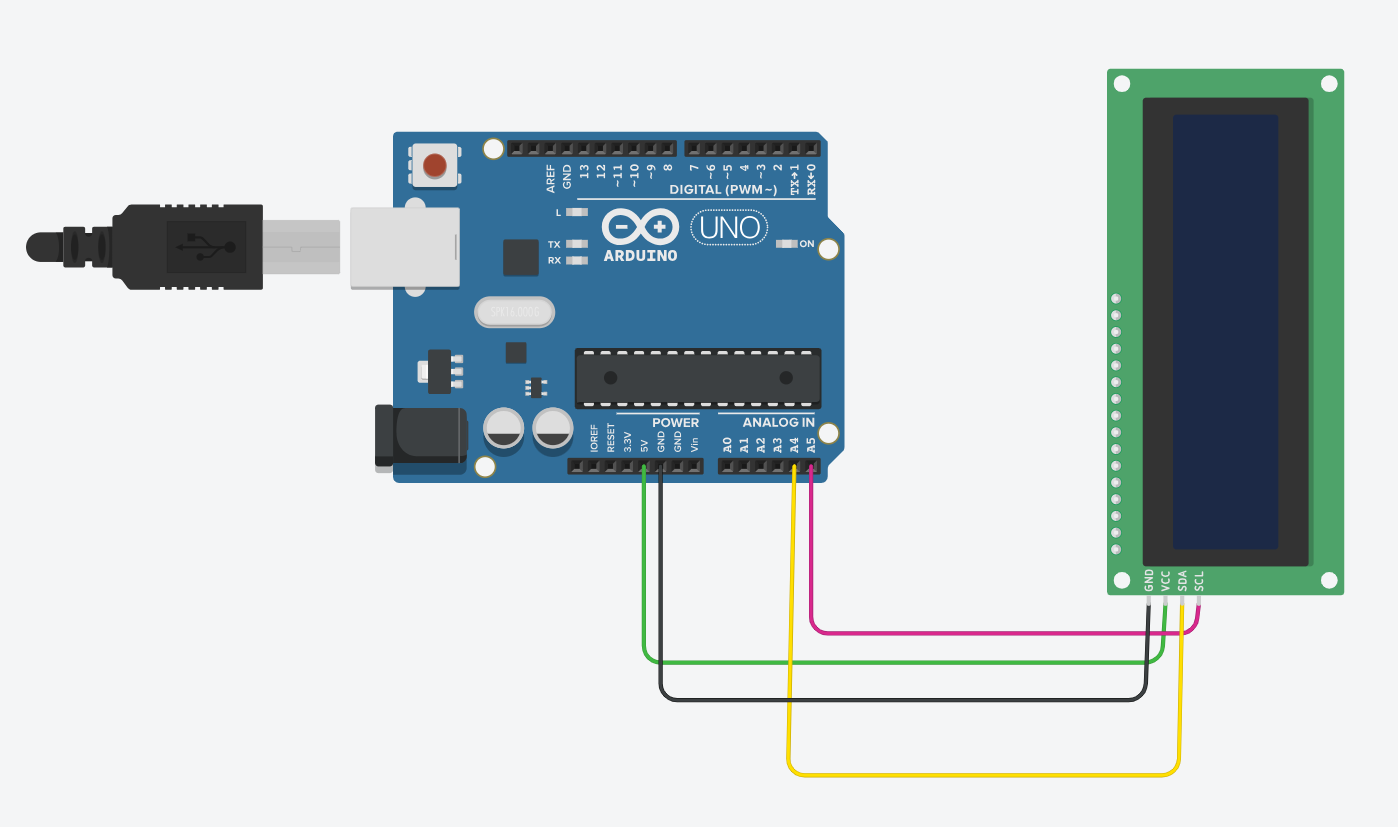 AREF
GND
13
12
~11
~10
~9
8
7
~6
~5
4
~3
2
TX→1
RX←0
DIGITAL (PWM~)
L
TX
RX
ARDUINO
UNO
ON
SPK16.000G
POWER
ANALOG IN
IOREF
RESET
3.3V
5V
GND
GND
Vin
A0
A1
A2
A3
A4
A5
GND
VCC
SDA
SCL